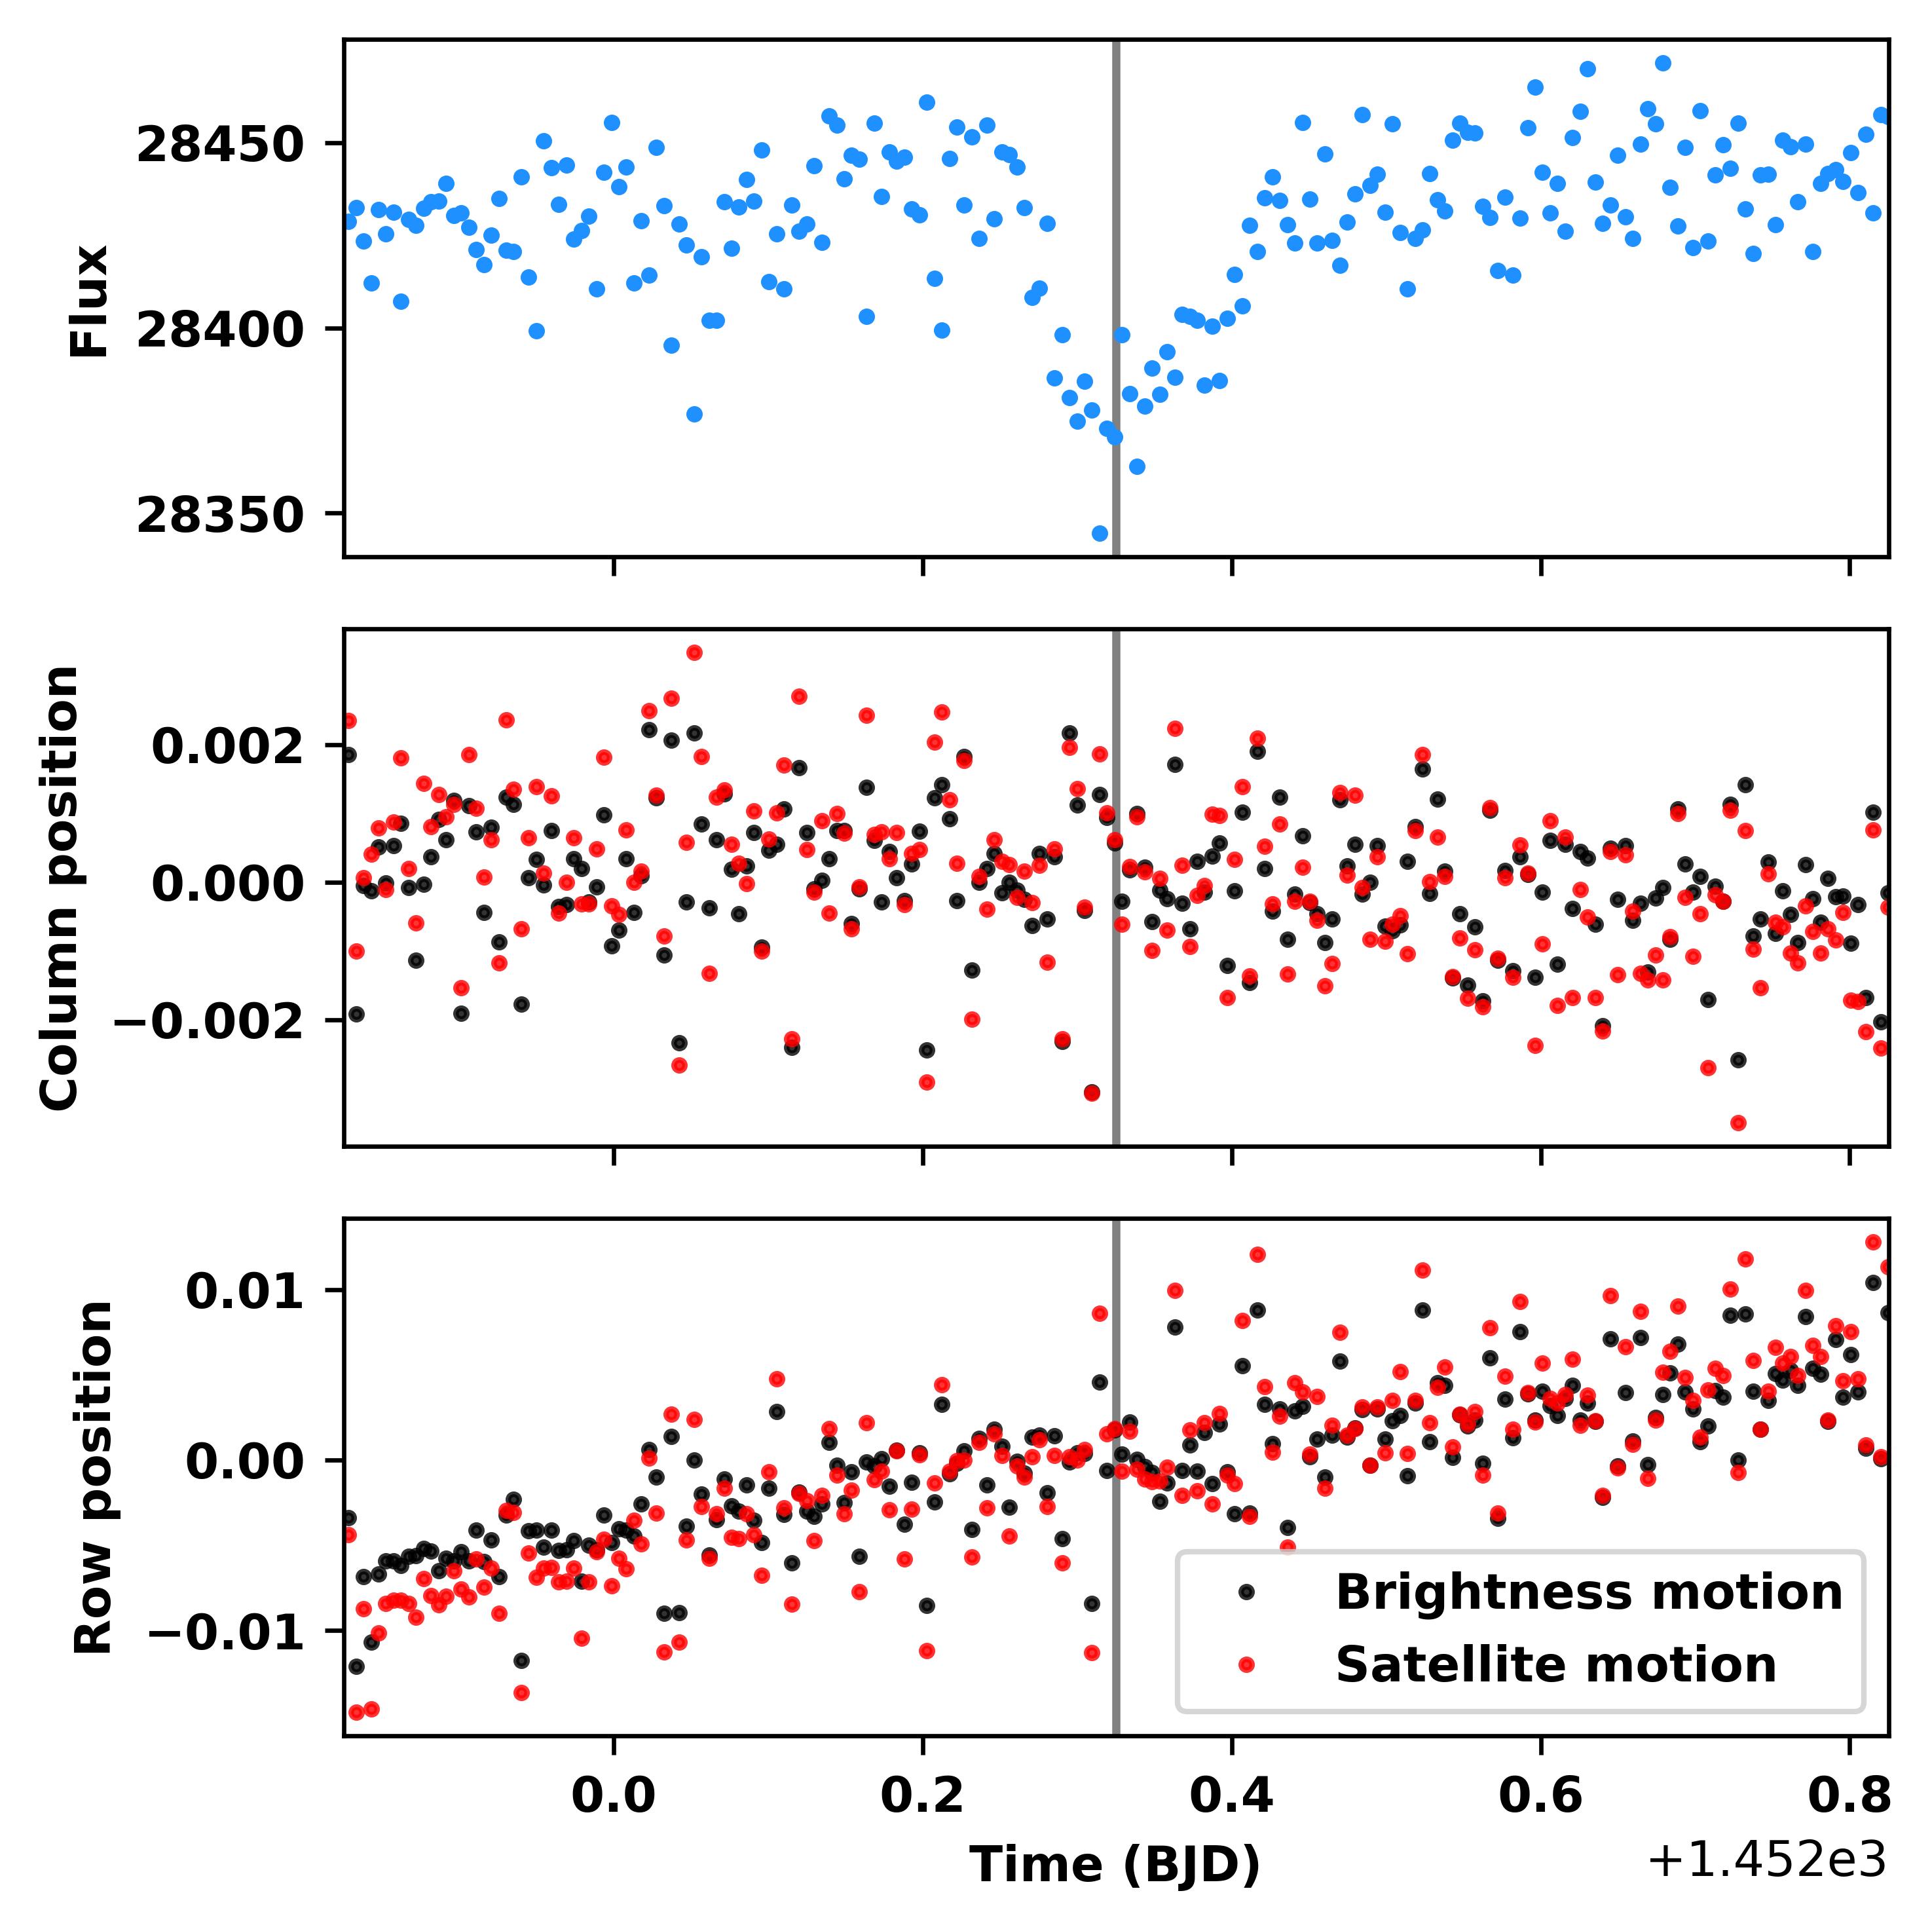 Flux
28450
28400
28350
Column position
0.002
0.000
−0.002
Row position
0.01
0.00
−0.01
Brightness motion
Satellite motion
0.0 0.2 0.4 0.6 0.8
Time (BJD)
+1.452e3